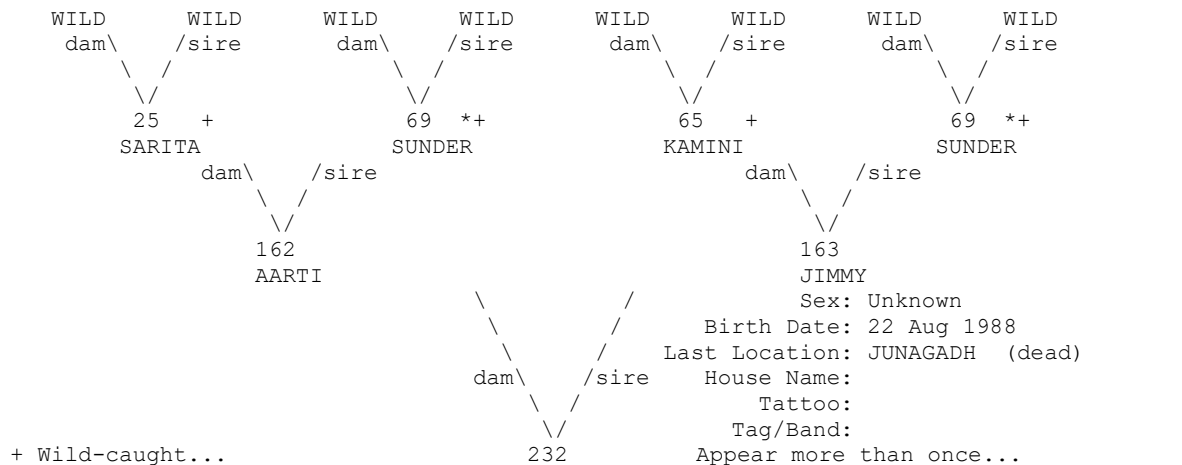 WILD WILD WILD WILD WILD WILD WILD WILD
dam\ /sire dam\ /sire dam\ /sire dam\ /sire
\ / \ / \ / \ /
\/ \/ \/ \/
25 + 69 *+ 65 + 69 *+
SARITA SUNDER KAMINI SUNDER
dam\ /sire dam\ /sire
\ / \ /
\/ \/
162 163
AARTI JIMMY
\ / Sex: Unknown
\ / Birth Date: 22 Aug 1988
\ / Last Location: JUNAGADH (dead)
dam\ /sire House Name:
\ / Tattoo:
\/ Tag/Band:
+ Wild-caught... 232 Appear more than once...